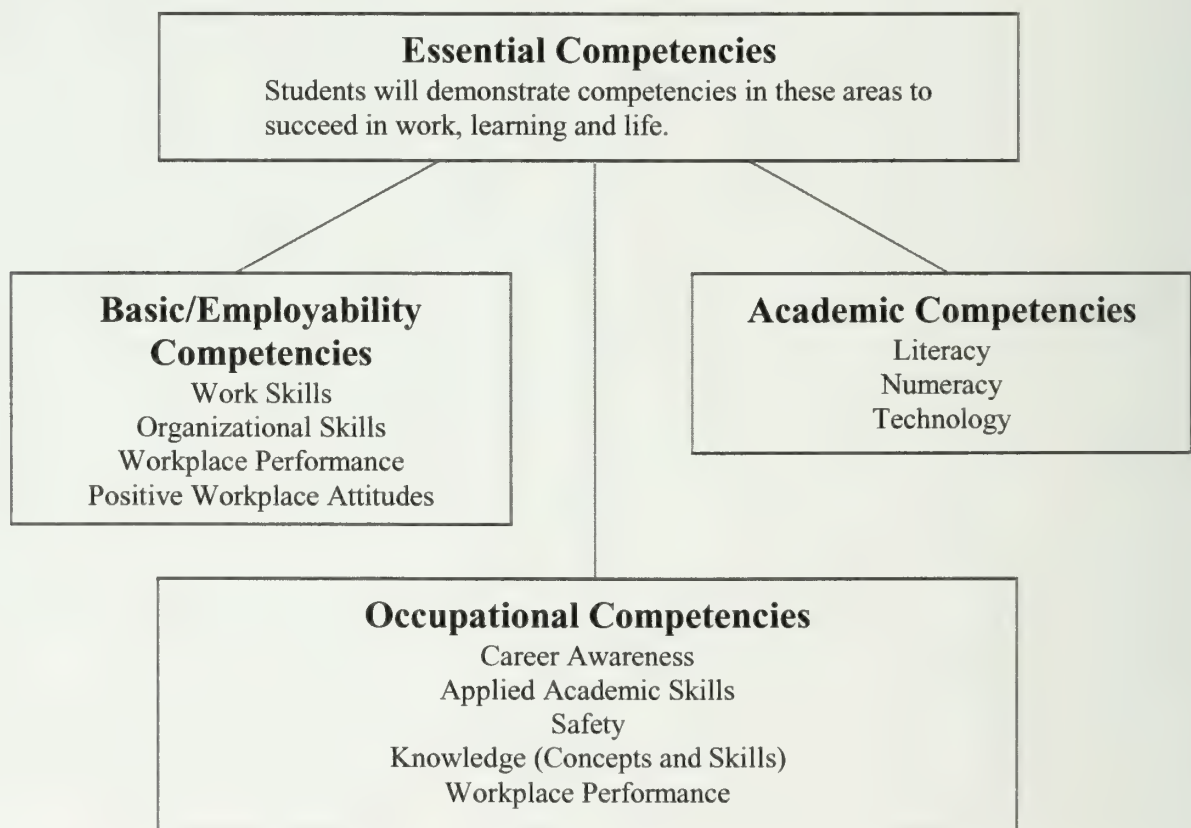 Essential Competencies
Students will demonstrate competencies in these areas to
succeed in work, learning and life.
Basic/Employability
Competencies
Work Skills
Organizational Skills
Workplace Performance
Positive Workplace Attitudes
Academic Competencies
Literacy
Numeracy
Technology
Occupational Competencies
Career Awareness
Applied Academic Skills
Safety
Knowledge (Concepts and Skills)
Workplace Performance